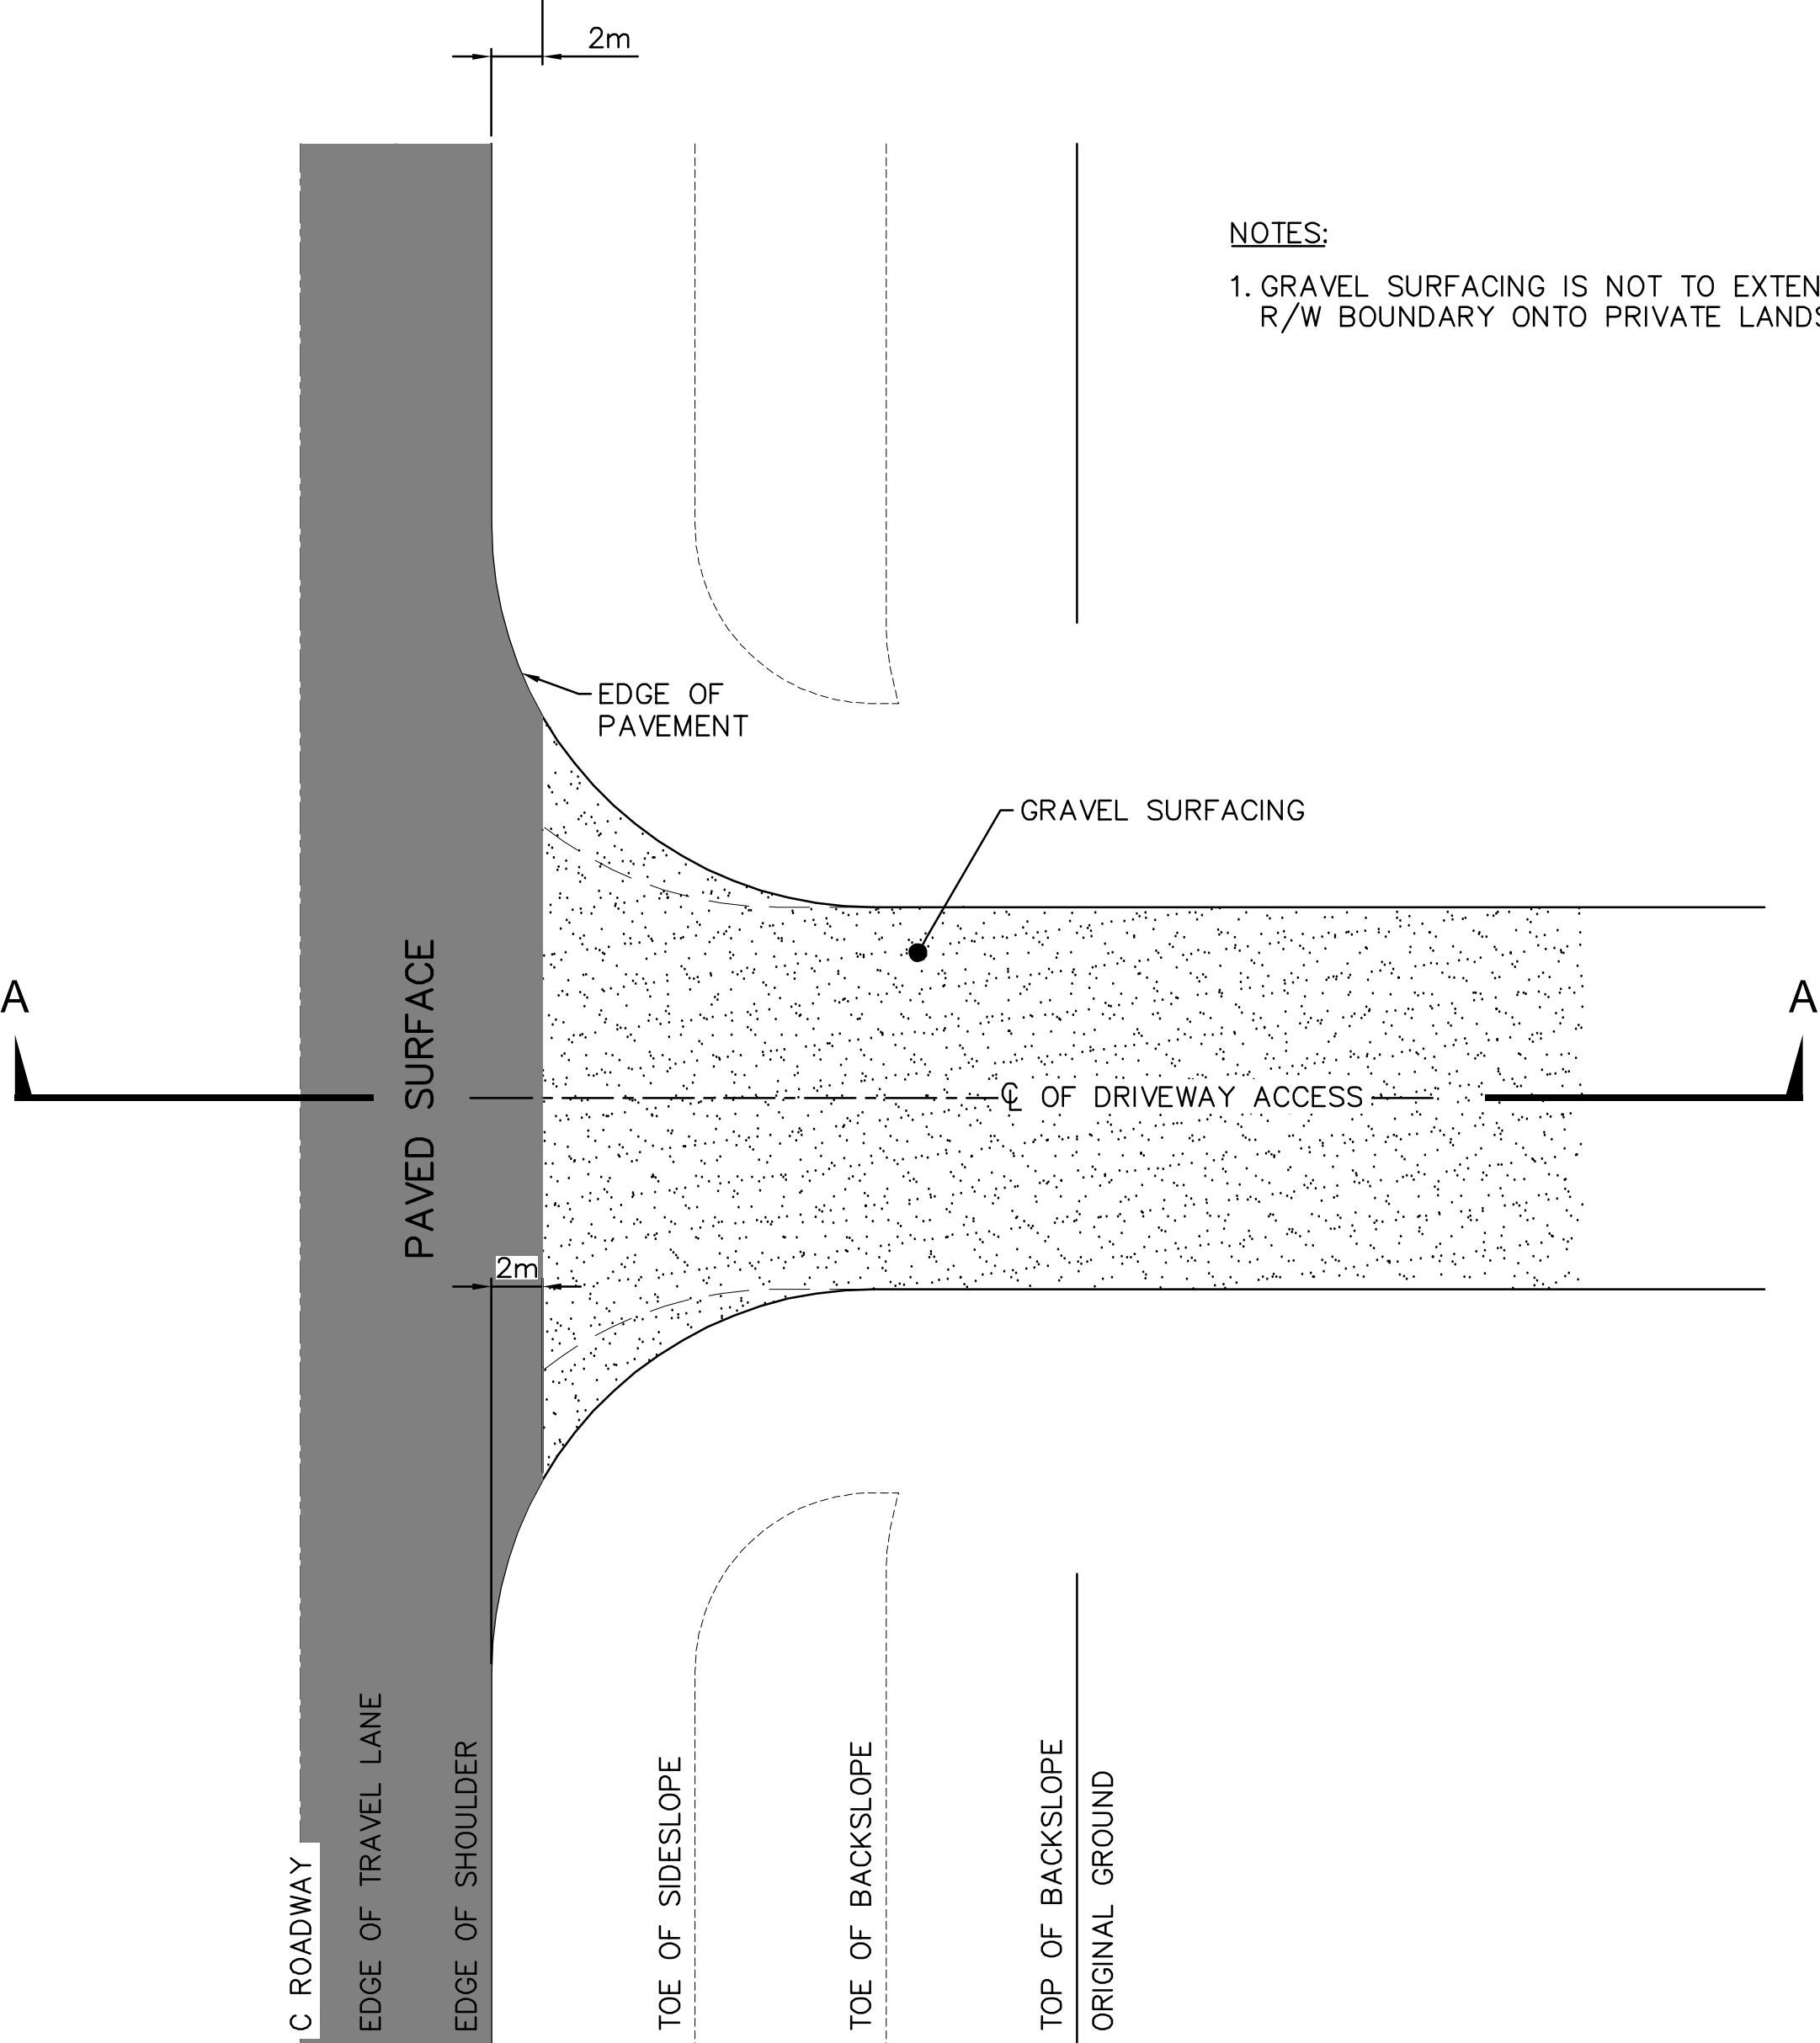 2m
NOTES:
1. GRAVEL SURFACING IS NOT TO
R/W BOUNDARY ONTO PRIVATE
EDGE OF
PAVEMENT
GRAVEL SURFACING
PAVED SURFACE
A
A
℄ OF DRIVEWAY ACCESS
2m
C ROADWAY
EDGE OF TRAVEL LANE
EDGE OF SHOULDER
TOE OF SIDESLOPE
TOE OF BACKSLOPE
TOP OF BACKSLOPE
ORIGINAL GROUND